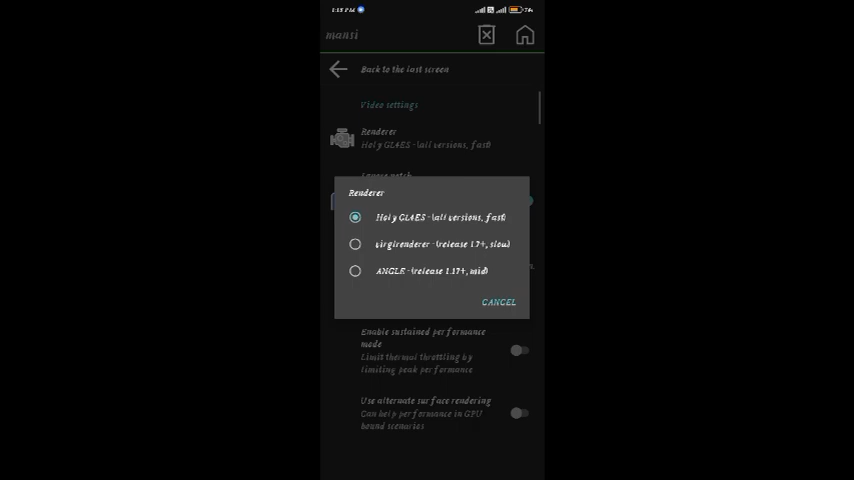 mansi
Back to the last screen
Video settings
Renderer
Holy GL4ES - (all versions, fast)
Renderer
Holy GL4ES - (all versions, fast)
virglrenderer - (release 1.7+, slow)
ANGLE - (release 1.17+, mid)
CANCEL
Enable sustained performance
mode
Limit thermal throttling by
limiting peak performance
Use alternate surface rendering
Can help performance in GPU
bound scenarios